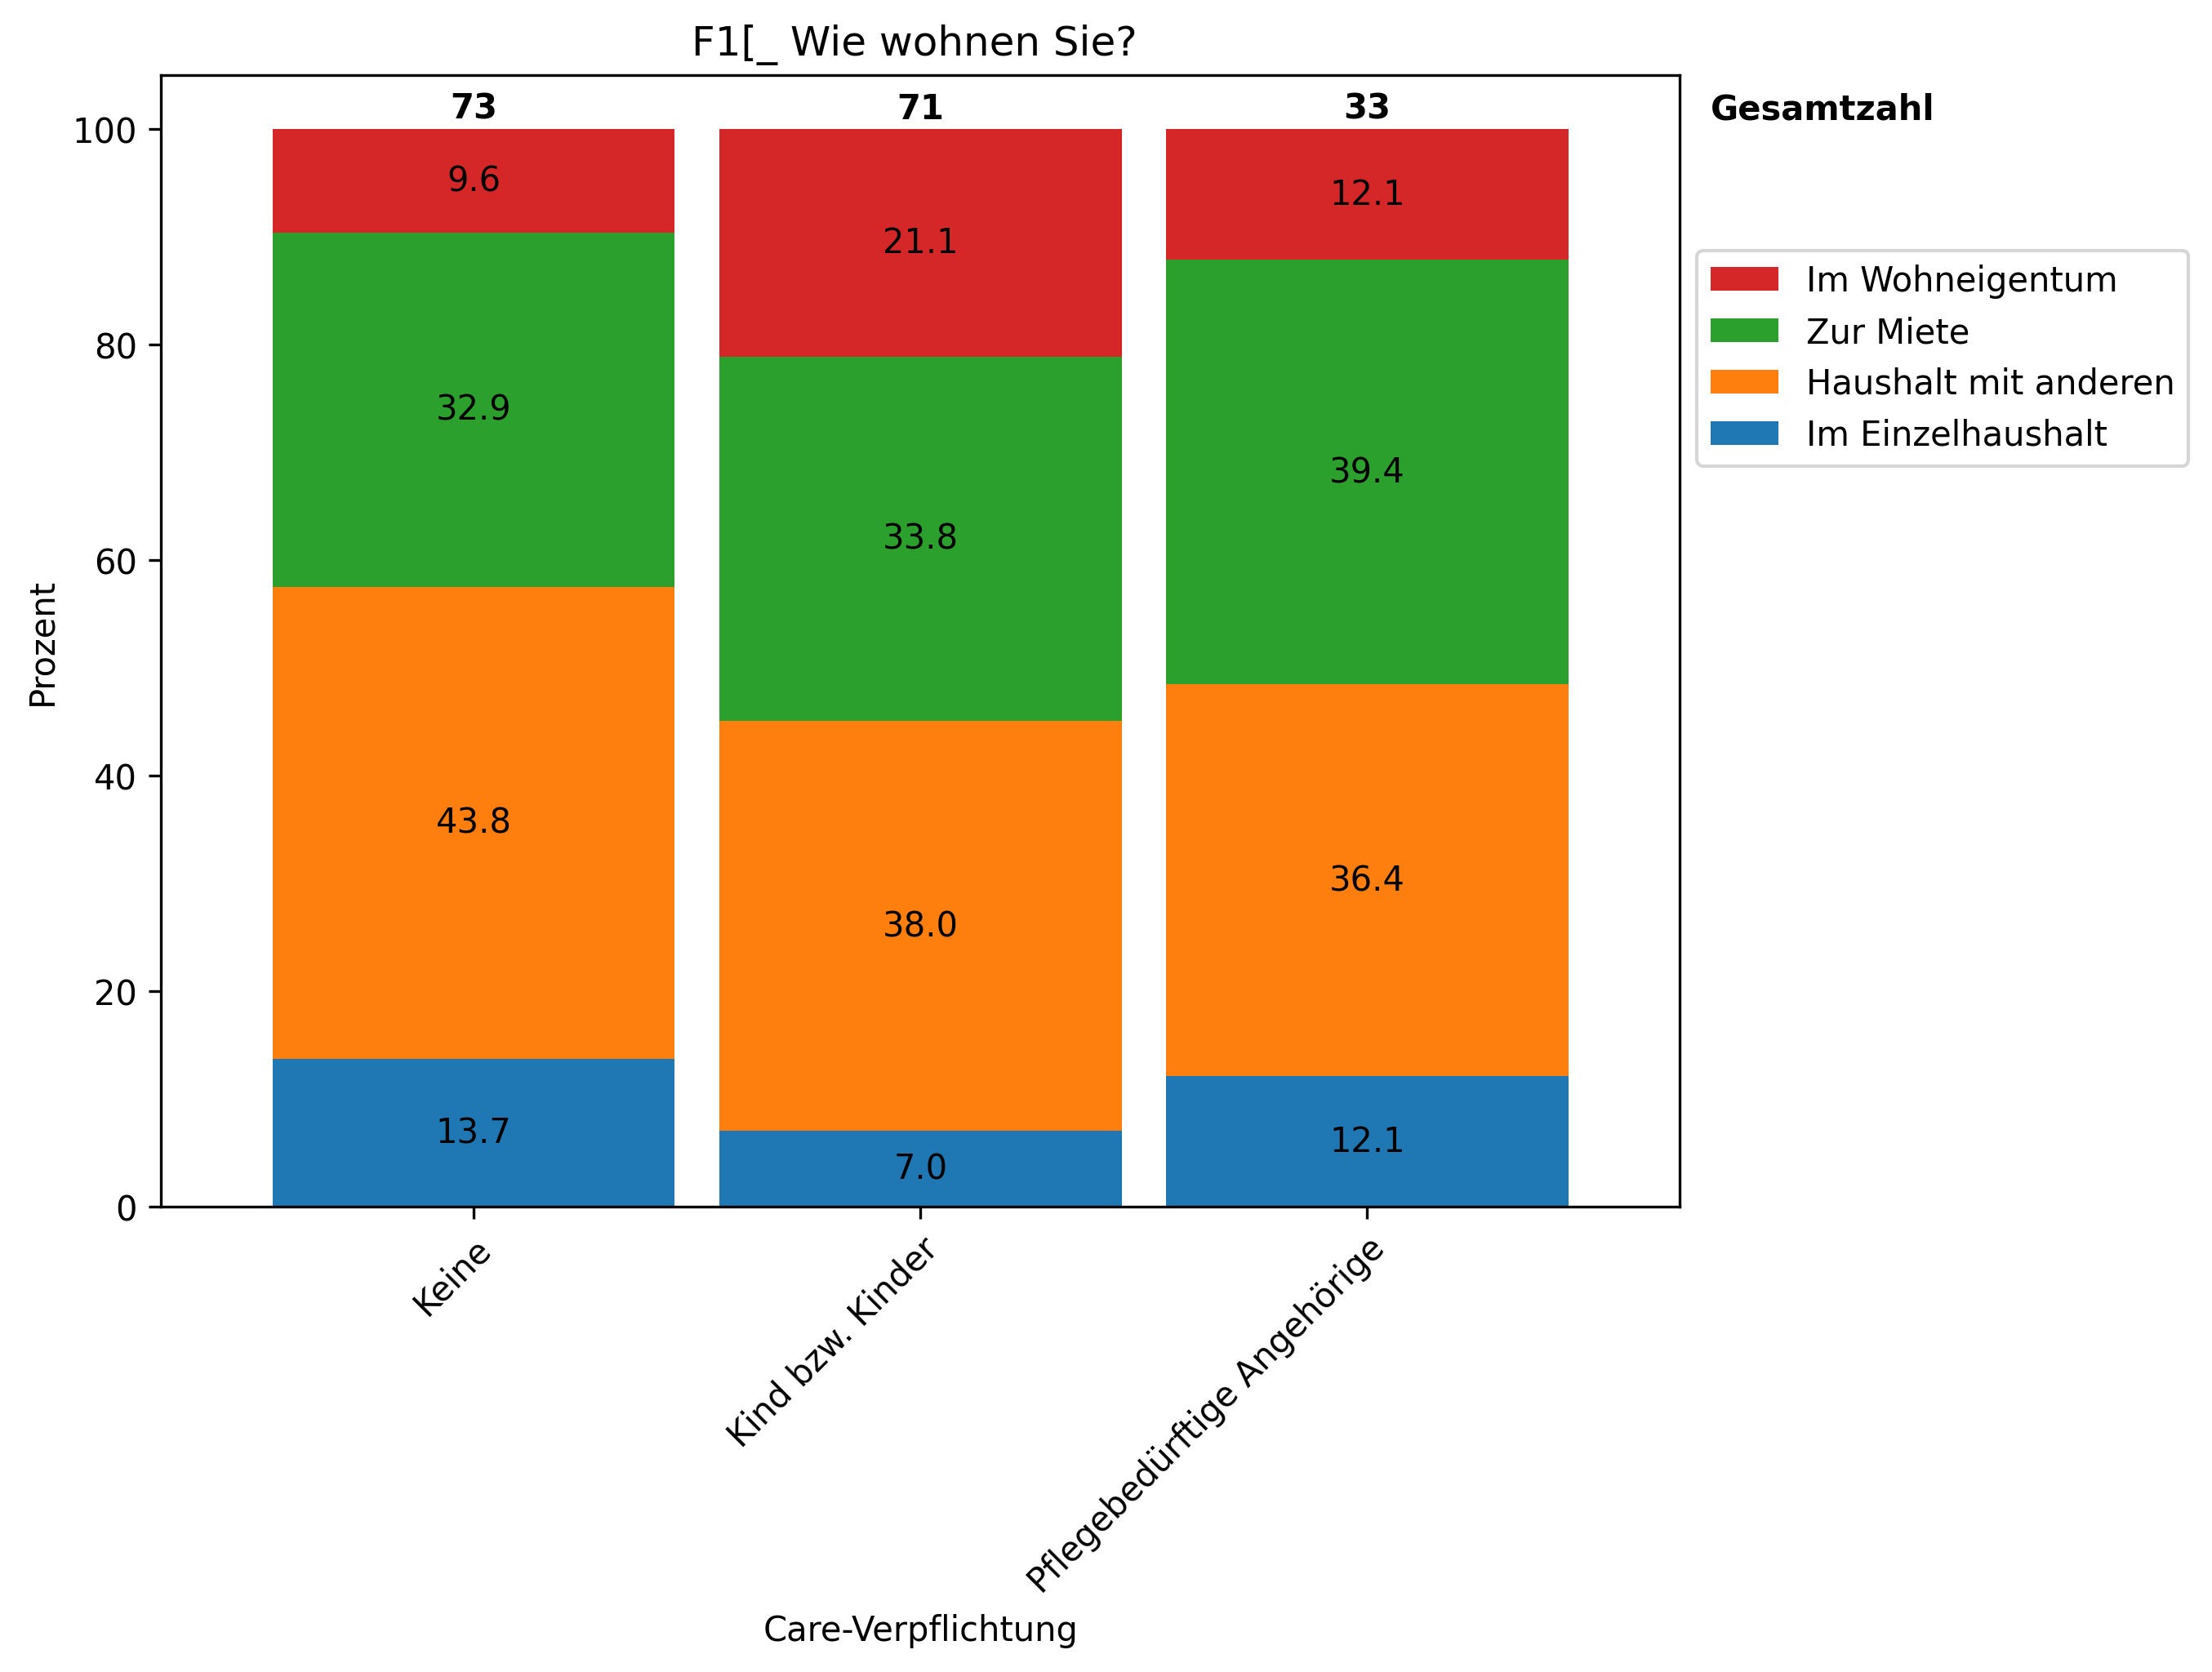 F1[_ Wie wohnen Sie?
73
71
33
Gesamtzahl
100
80
60
40
20
0
Prozent
9.6
21.1
12.1
32.9
33.8
39.4
43.8
38.0
36.4
13.7
7.0
12.1
Im Wohneigentum
Zur Miete
Haushalt mit anderen
Im Einzelhaushalt
Keine
Kind bzw. Kinder
Pflegebedürftige Angehörige
Care-Verpflichtung